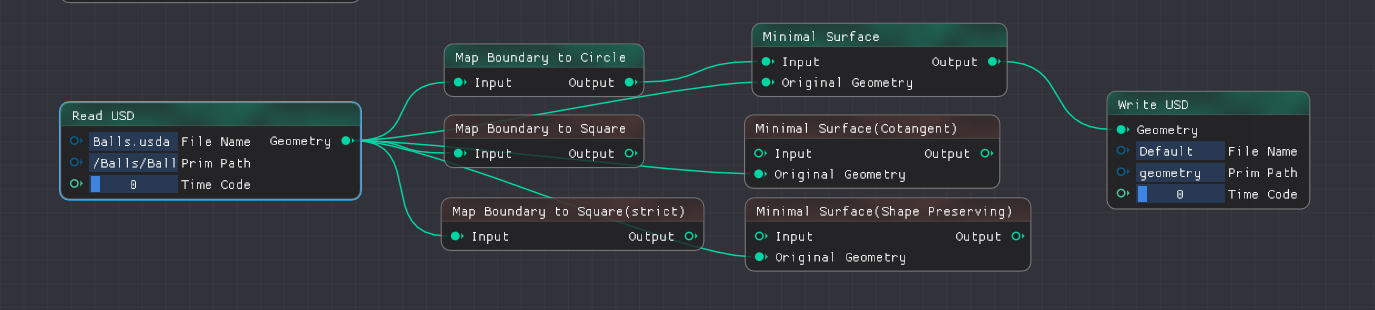 Read USD
Balls.usda File Name Geometry
/Balls/Ball Prim Path
0 Time Code
Map Boundary to Circle
Input Output
Map Boundary to Square
Input Output
Map Boundary to Square(strict)
Input Output
Minimal Surface
Input Output
Original Geometry
Minimal Surface(Cotangent)
Input Output
Original Geometry
Minimal Surface(Shape Preserving)
Input Output
Original Geometry
Write USD
Geometry
Default File Name
geometry Prim Path
0 Time Code